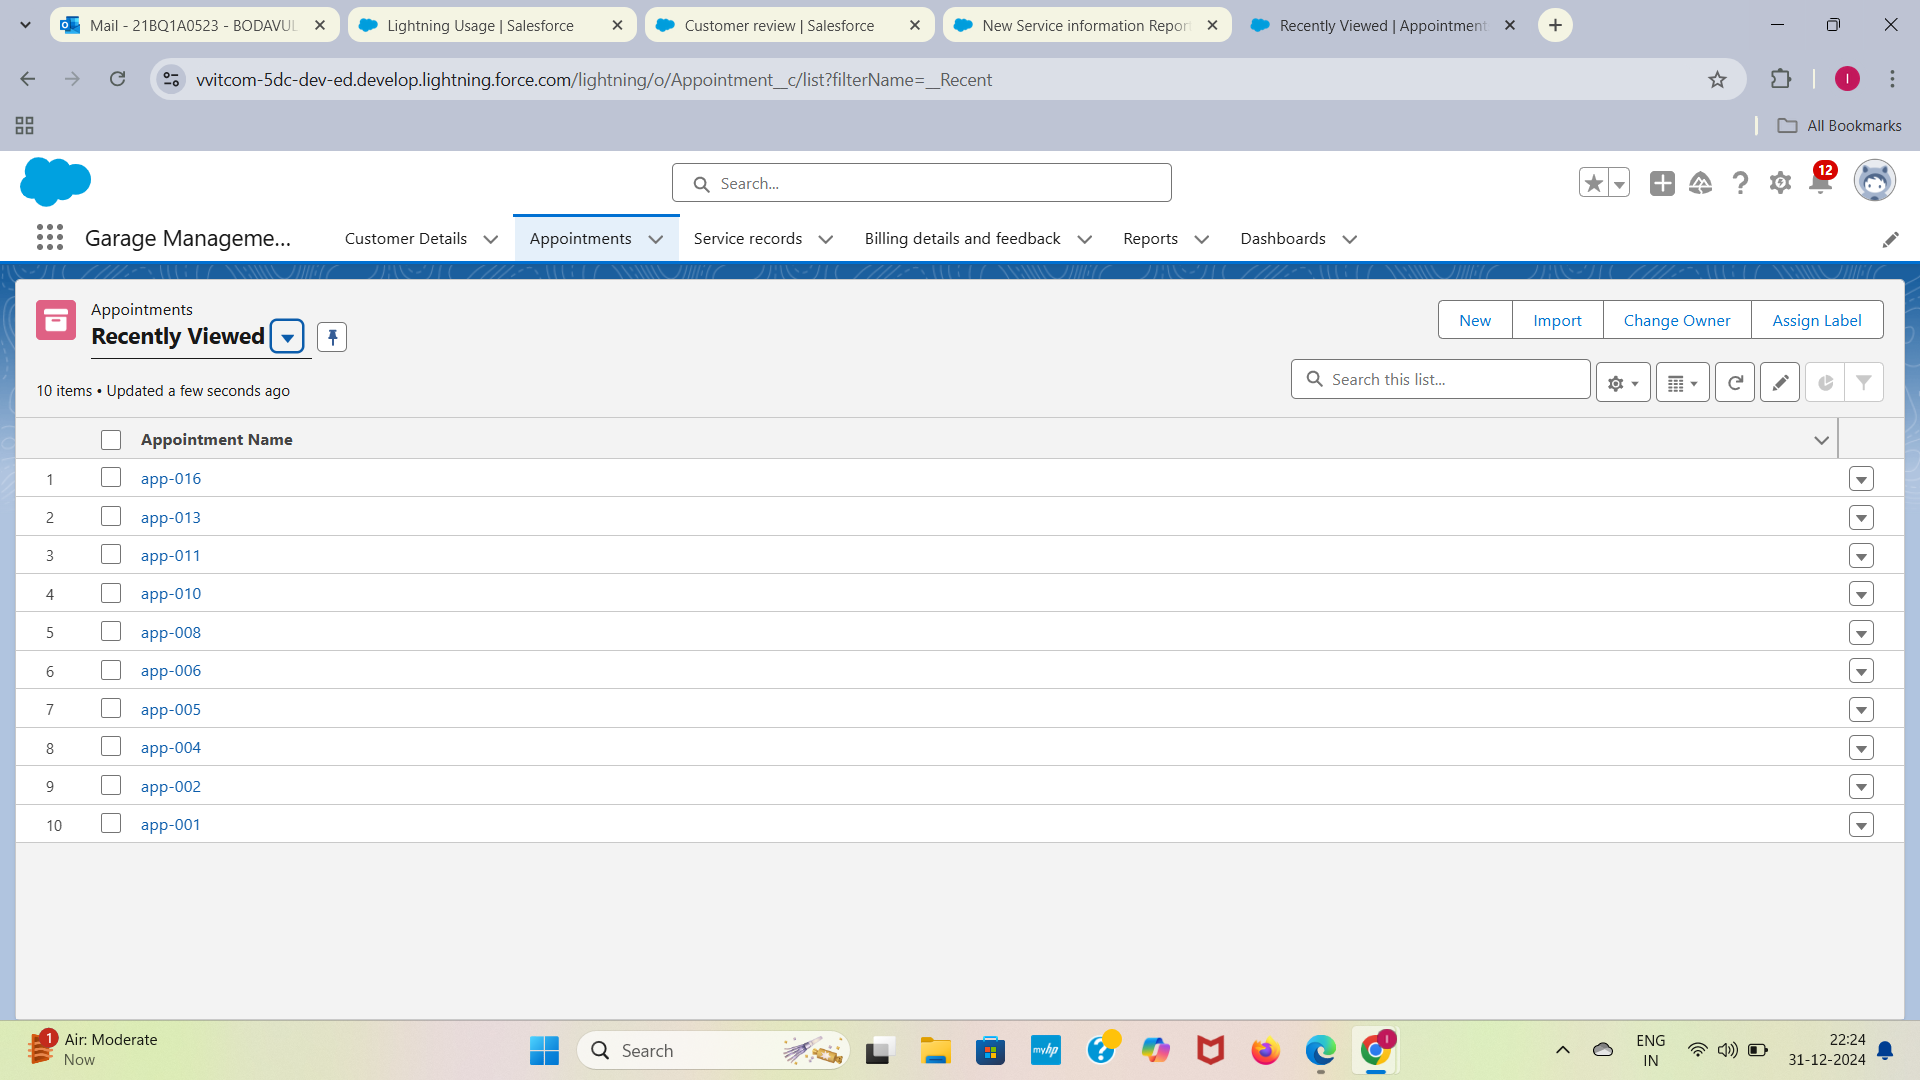 Mail - 21BQ1A0523 - BODAVUL
Lightning Usage | Salesforce
Customer review | Salesforce
New Service information Report
Recently Viewed | Appointment
vvitcom-5dc-dev-ed.develop.lightning.force.com/lightning/o/Appointment__c/list?filterName=__Recent
I
All Bookmarks
Search...
12
Garage Manageme...
Customer Details
Appointments
Service records
Billing details and feedback
Reports
Dashboards
Appointments
Recently Viewed
New
Import
Change Owner
Assign Label
10 items • Updated a few seconds ago
Search this list...
Appointment Name
1 app-016
2 app-013
3 app-011
4 app-010
5 app-008
6 app-006
7 app-005
8 app-004
9 app-002
10 app-001
1
Air: Moderate
Now
Search
myhp
I
ENG
IN
22:24
31-12-2024